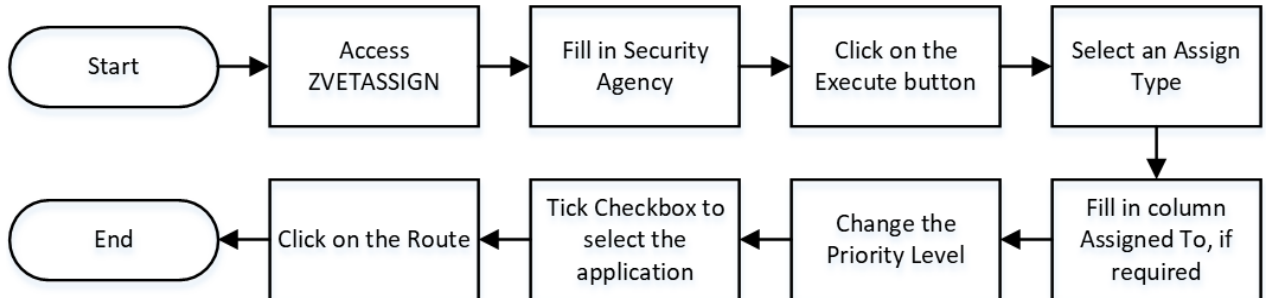 Start
Access
ZVETASSIGN
Fill in Security
Agency
Click on the
Execute button
Select an Assign
Type
Fill in column
Assigned To, if
required
Change the
Priority Level
Tick Checkbox to
select the
application
Click on the Route
End